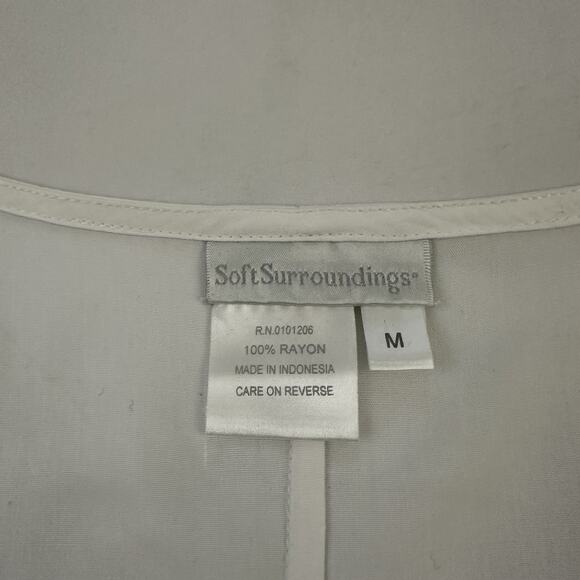 SoftSurroundings®
R.N.0101206
100% RAYON
MADE IN INDONESIA
CARE ON REVERSE
M